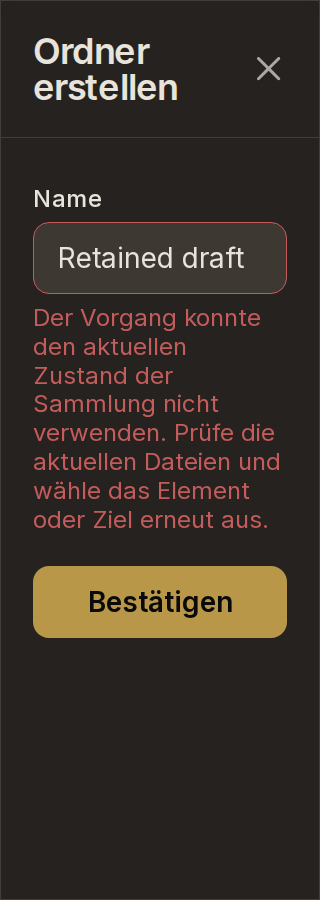 Ordner
erstellen
Name
Retained draft
Der Vorgang konnte
den aktuellen
Zustand der
Sammlung nicht
verwenden. Prüfe die
aktuellen Dateien und
wähle das Element
oder Ziel erneut aus.
Bestätigen